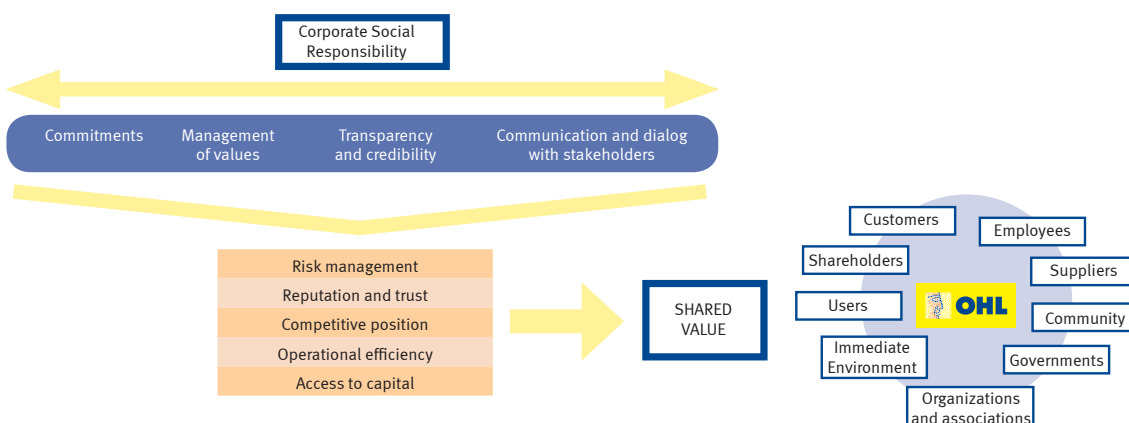 Corporate Social
Responsibility
Commitments
Management
of values
Transparency
and credibility
Communication and dialog
with stakeholders
Risk management
Reputation and trust
Competitive position
Operational efficiency
Access to capital
SHARED
VALUE
Customers
Employees
Shareholders
Suppliers
Users
OHL
Community
Immediate
Environment
Governments
Organizations
and associations